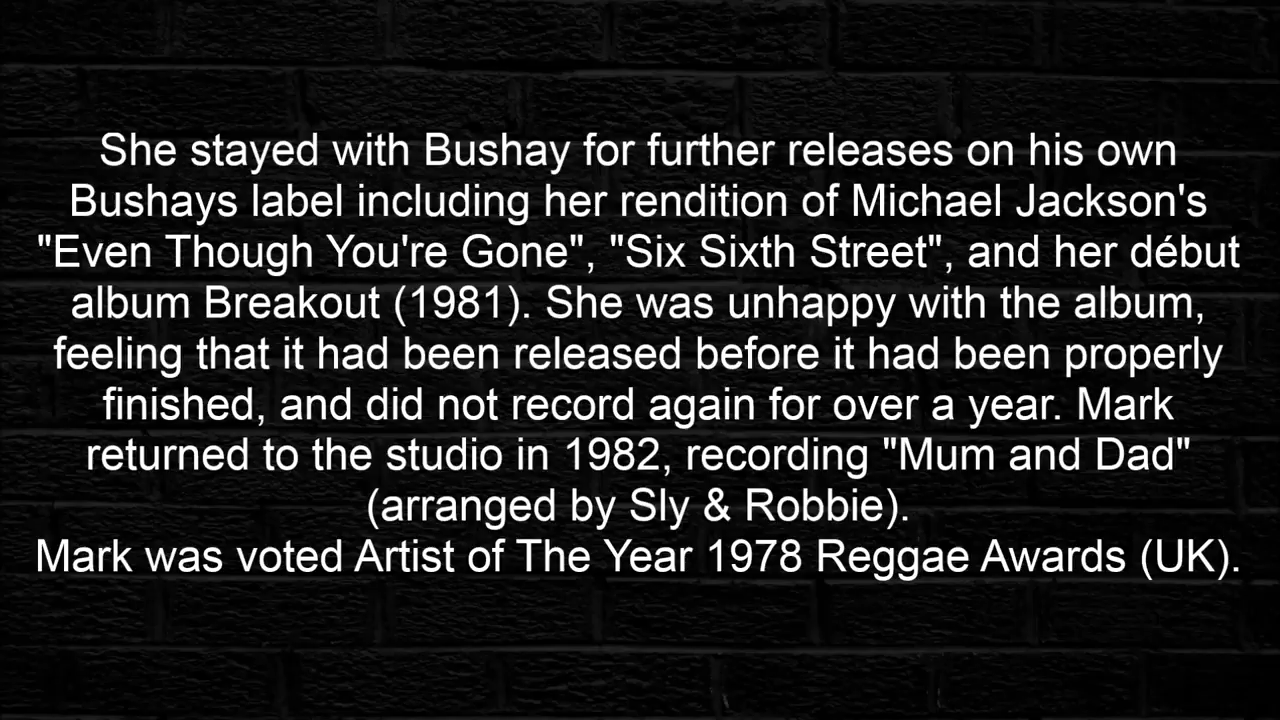 She stayed with Bushay for further releases on his own
Bushays label including her rendition of Michael Jackson's
"Even Though You're Gone", "Six Sixth Street", and her début
album Breakout (1981). She was unhappy with the album,
feeling that it had been released before it had been properly
finished, and did not record again for over a year. Mark
returned to the studio in 1982, recording "Mum and Dad"
(arranged by Sly & Robbie).
Mark was voted Artist of The Year 1978 Reggae Awards (UK).